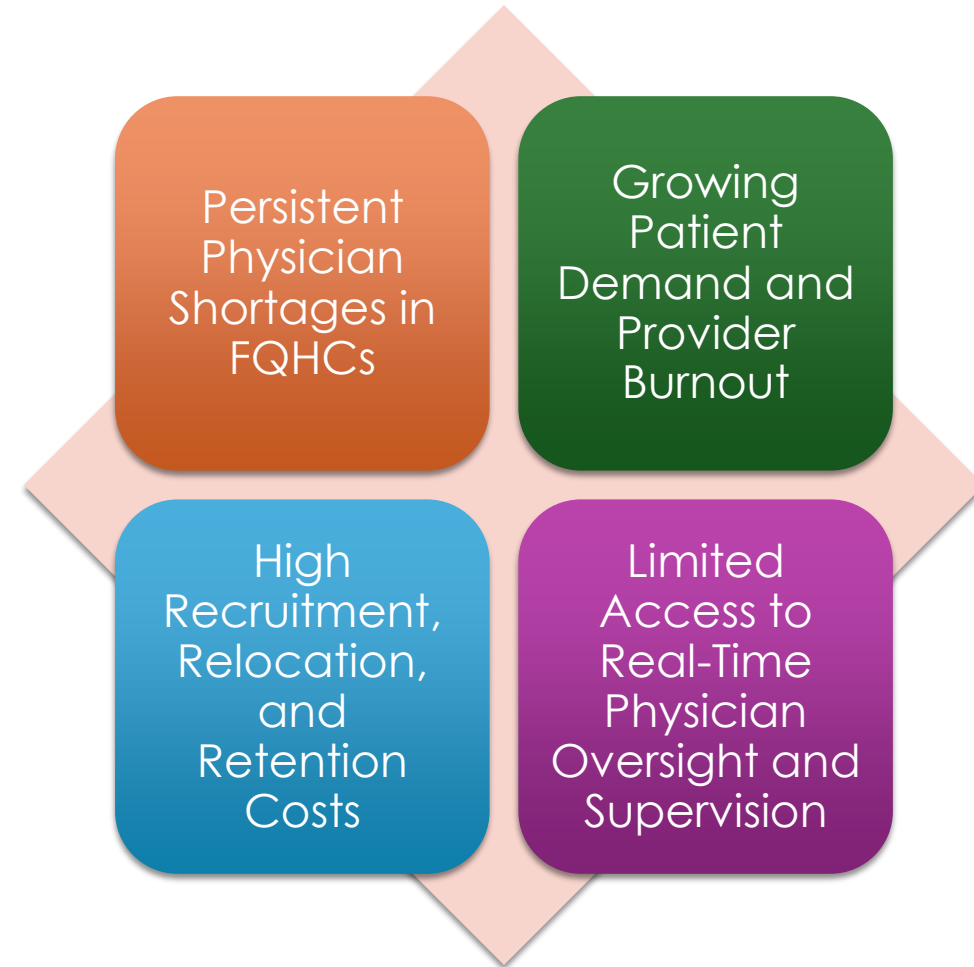 Persistent
Physician
Shortages in
FQHCs
Growing
Patient
Demand and
Provider
Burnout
High
Recruitment,
Relocation,
and
Retention
Costs
Limited
Access to
Real-Time
Physician
Oversight and
Supervision